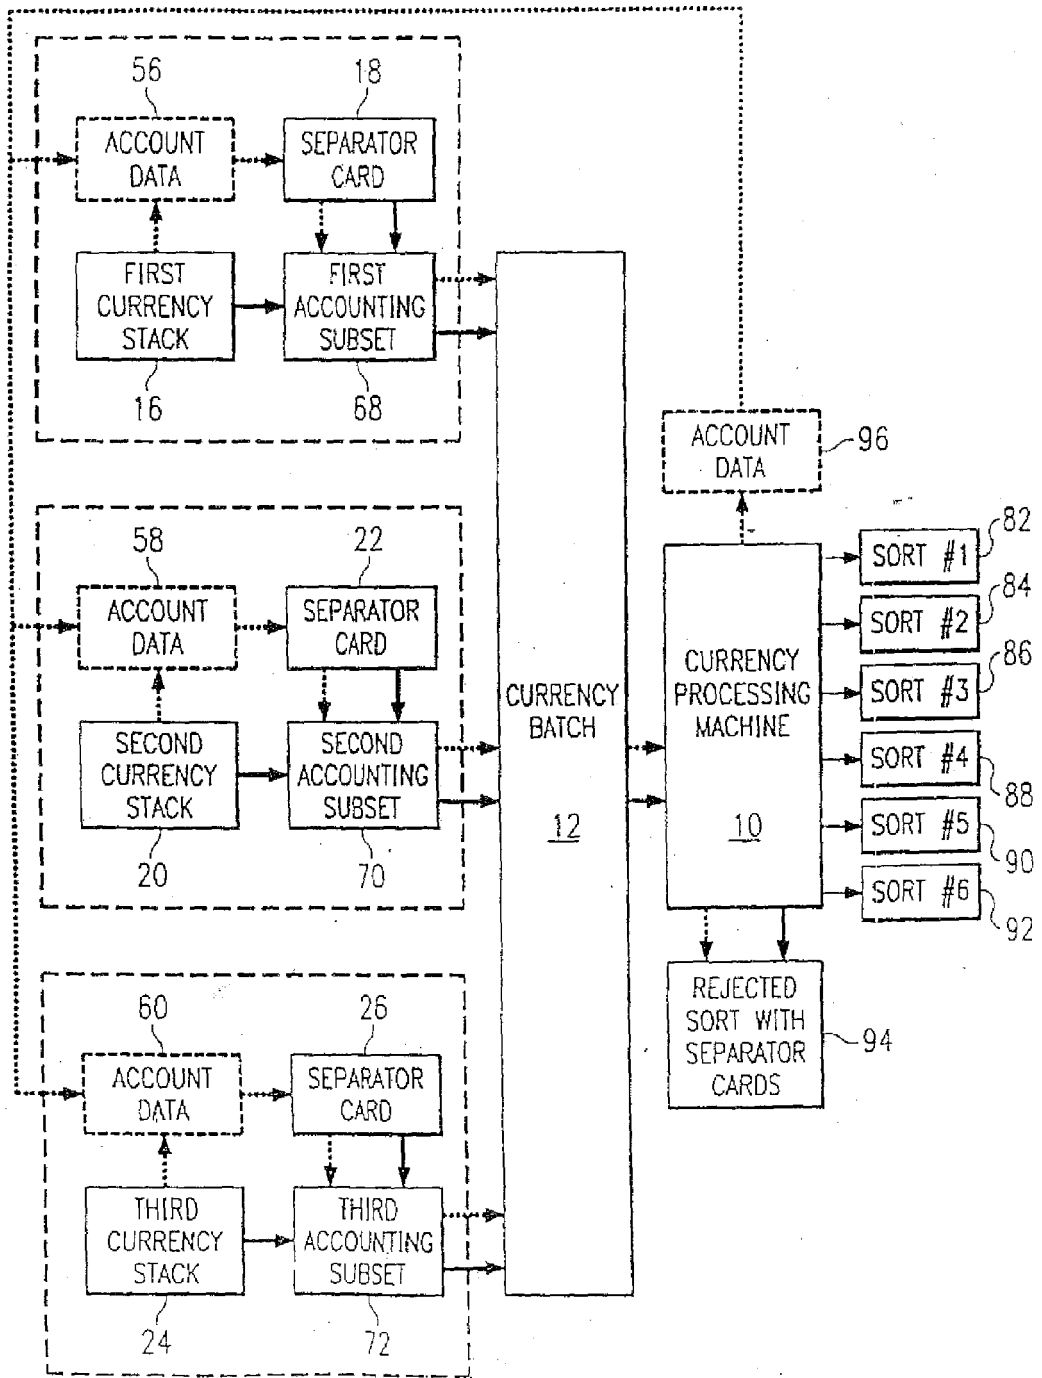 56
18
ACCOUNT
DATA
SEPARATOR
CARD
FIRST
CURRENCY
STACK
FIRST
ACCOUNTING
SUBSET
16
68
58
22
ACCOUNT
DATA
SEPARATOR
CARD
SECOND
CURRENCY
STACK
SECOND
ACCOUNTING
SUBSET
20
70
60
26
ACCOUNT
DATA
SEPARATOR
CARD
THIRD
CURRENCY
STACK
THIRD
ACCOUNTING
SUBSET
24
72
CURRENCY
BATCH
12
ACCOUNT
DATA
96
CURRENCY
PROCESSING
MACHINE
10
SORT #1
82
SORT #2
84
SORT #3
86
SORT #4
88
SORT #5
90
SORT #6
92
REJECTED
SORT WITH
SEPARATOR
CARDS
94